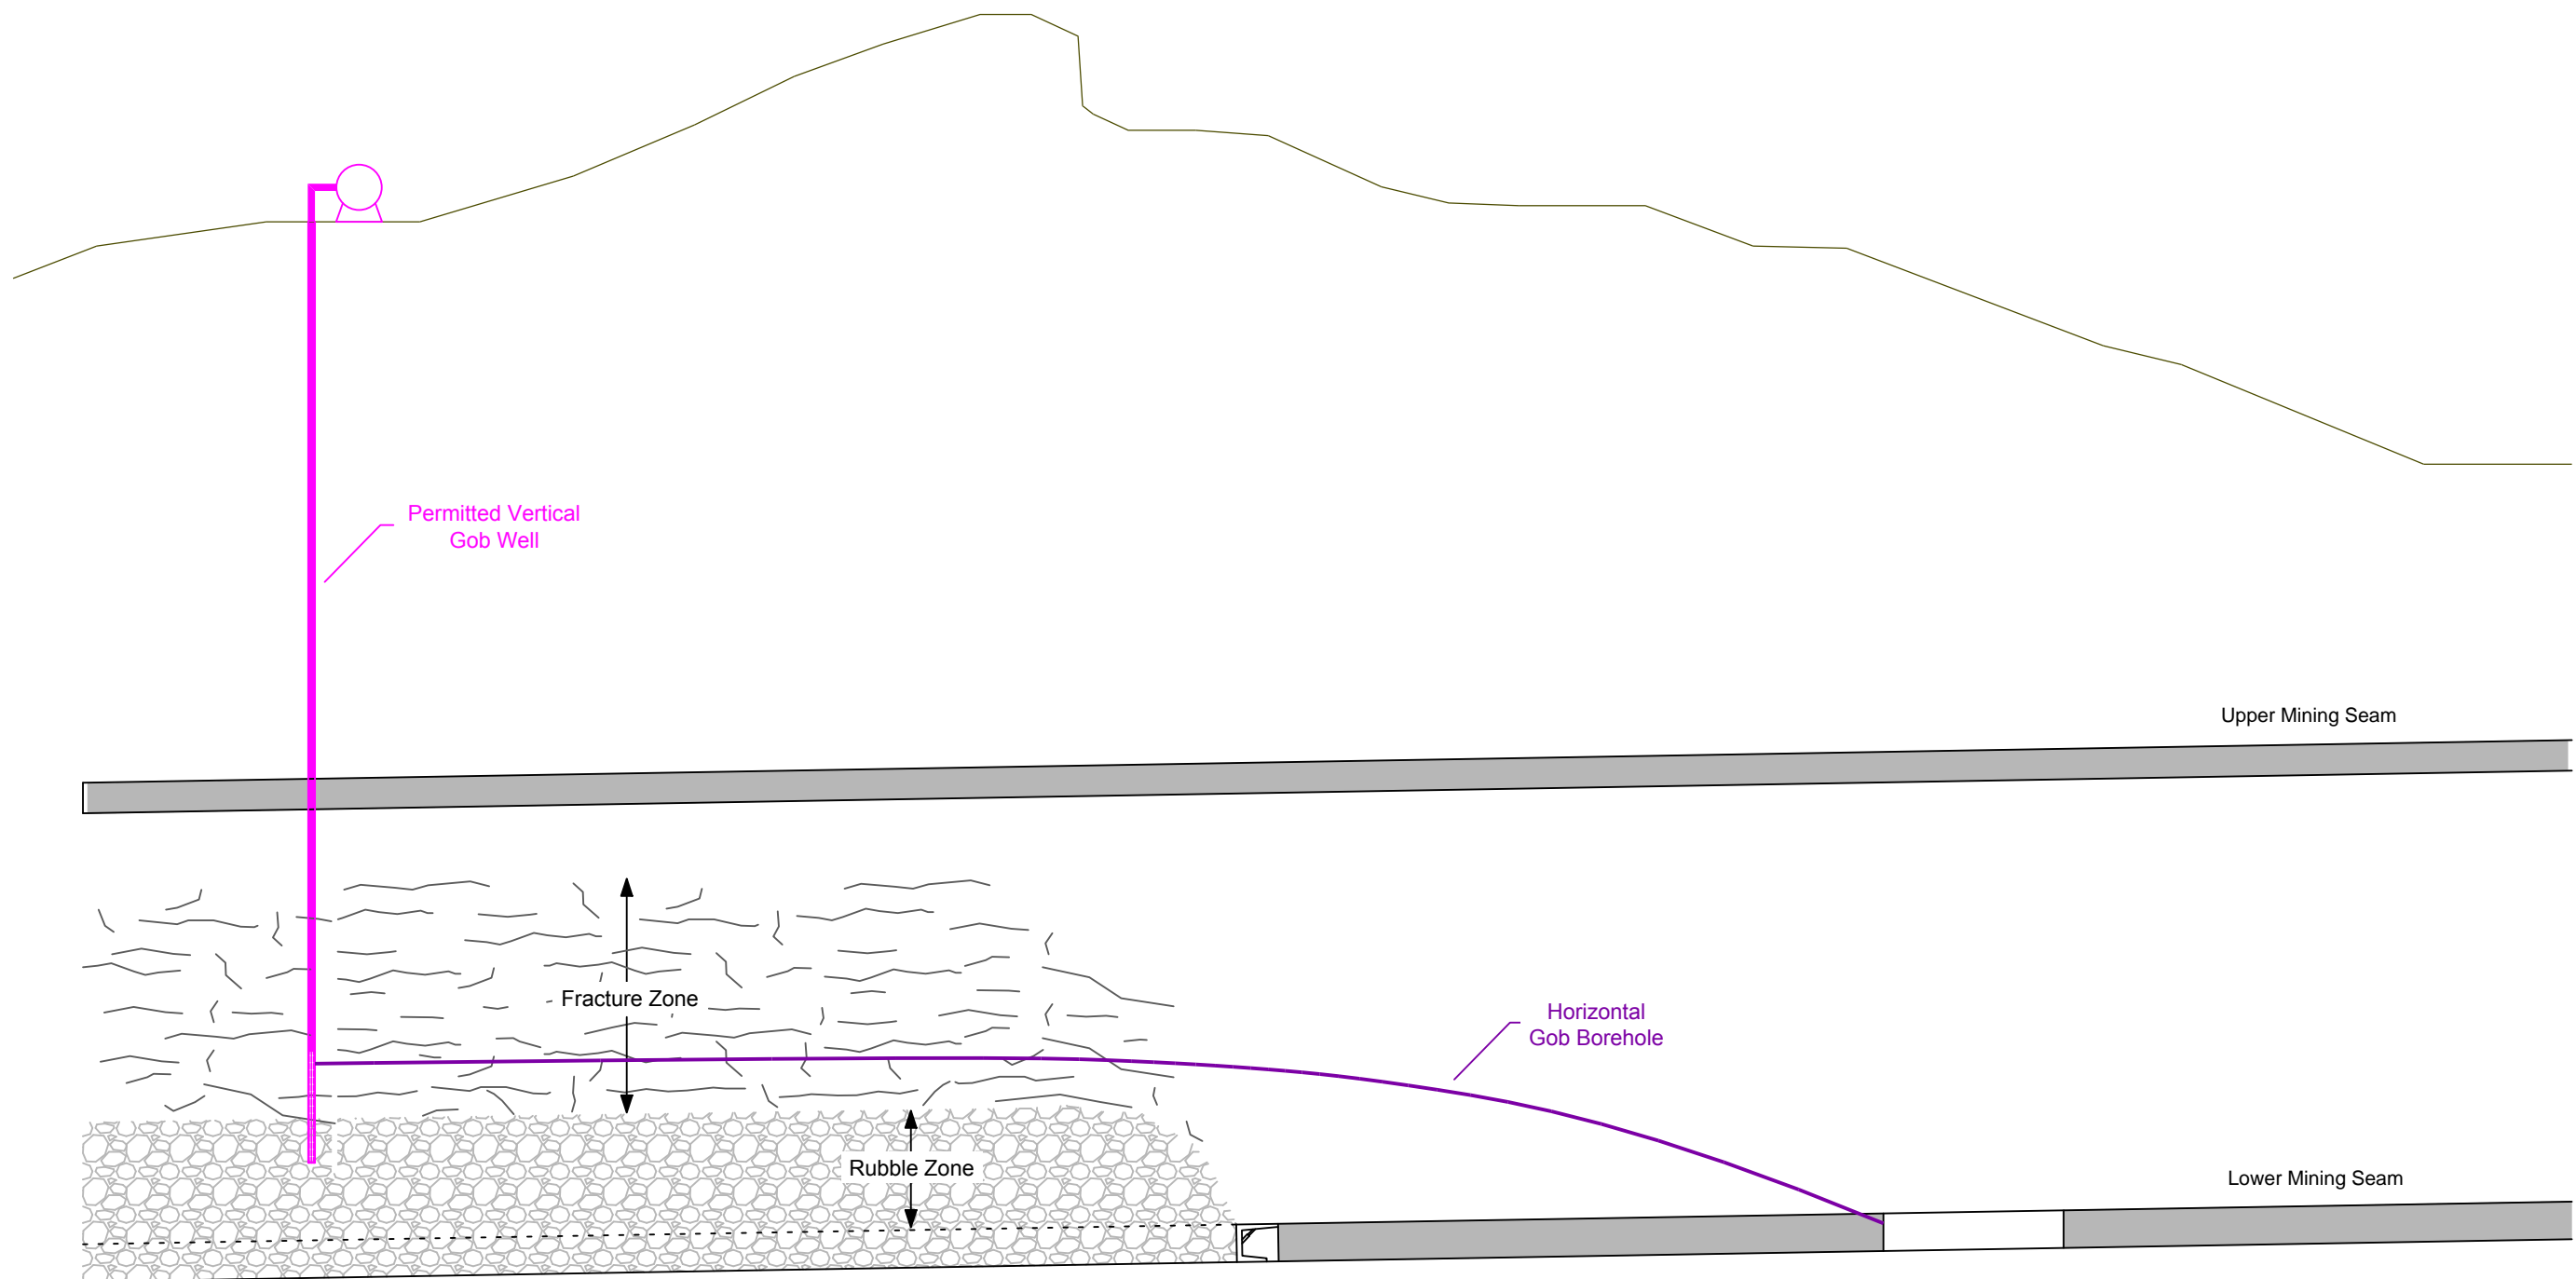 Permitted Vertical
Gob Well
Upper Mining Seam
Fracture Zone
Horizontal
Gob Borehole
Rubble Zone
Lower Mining Seam